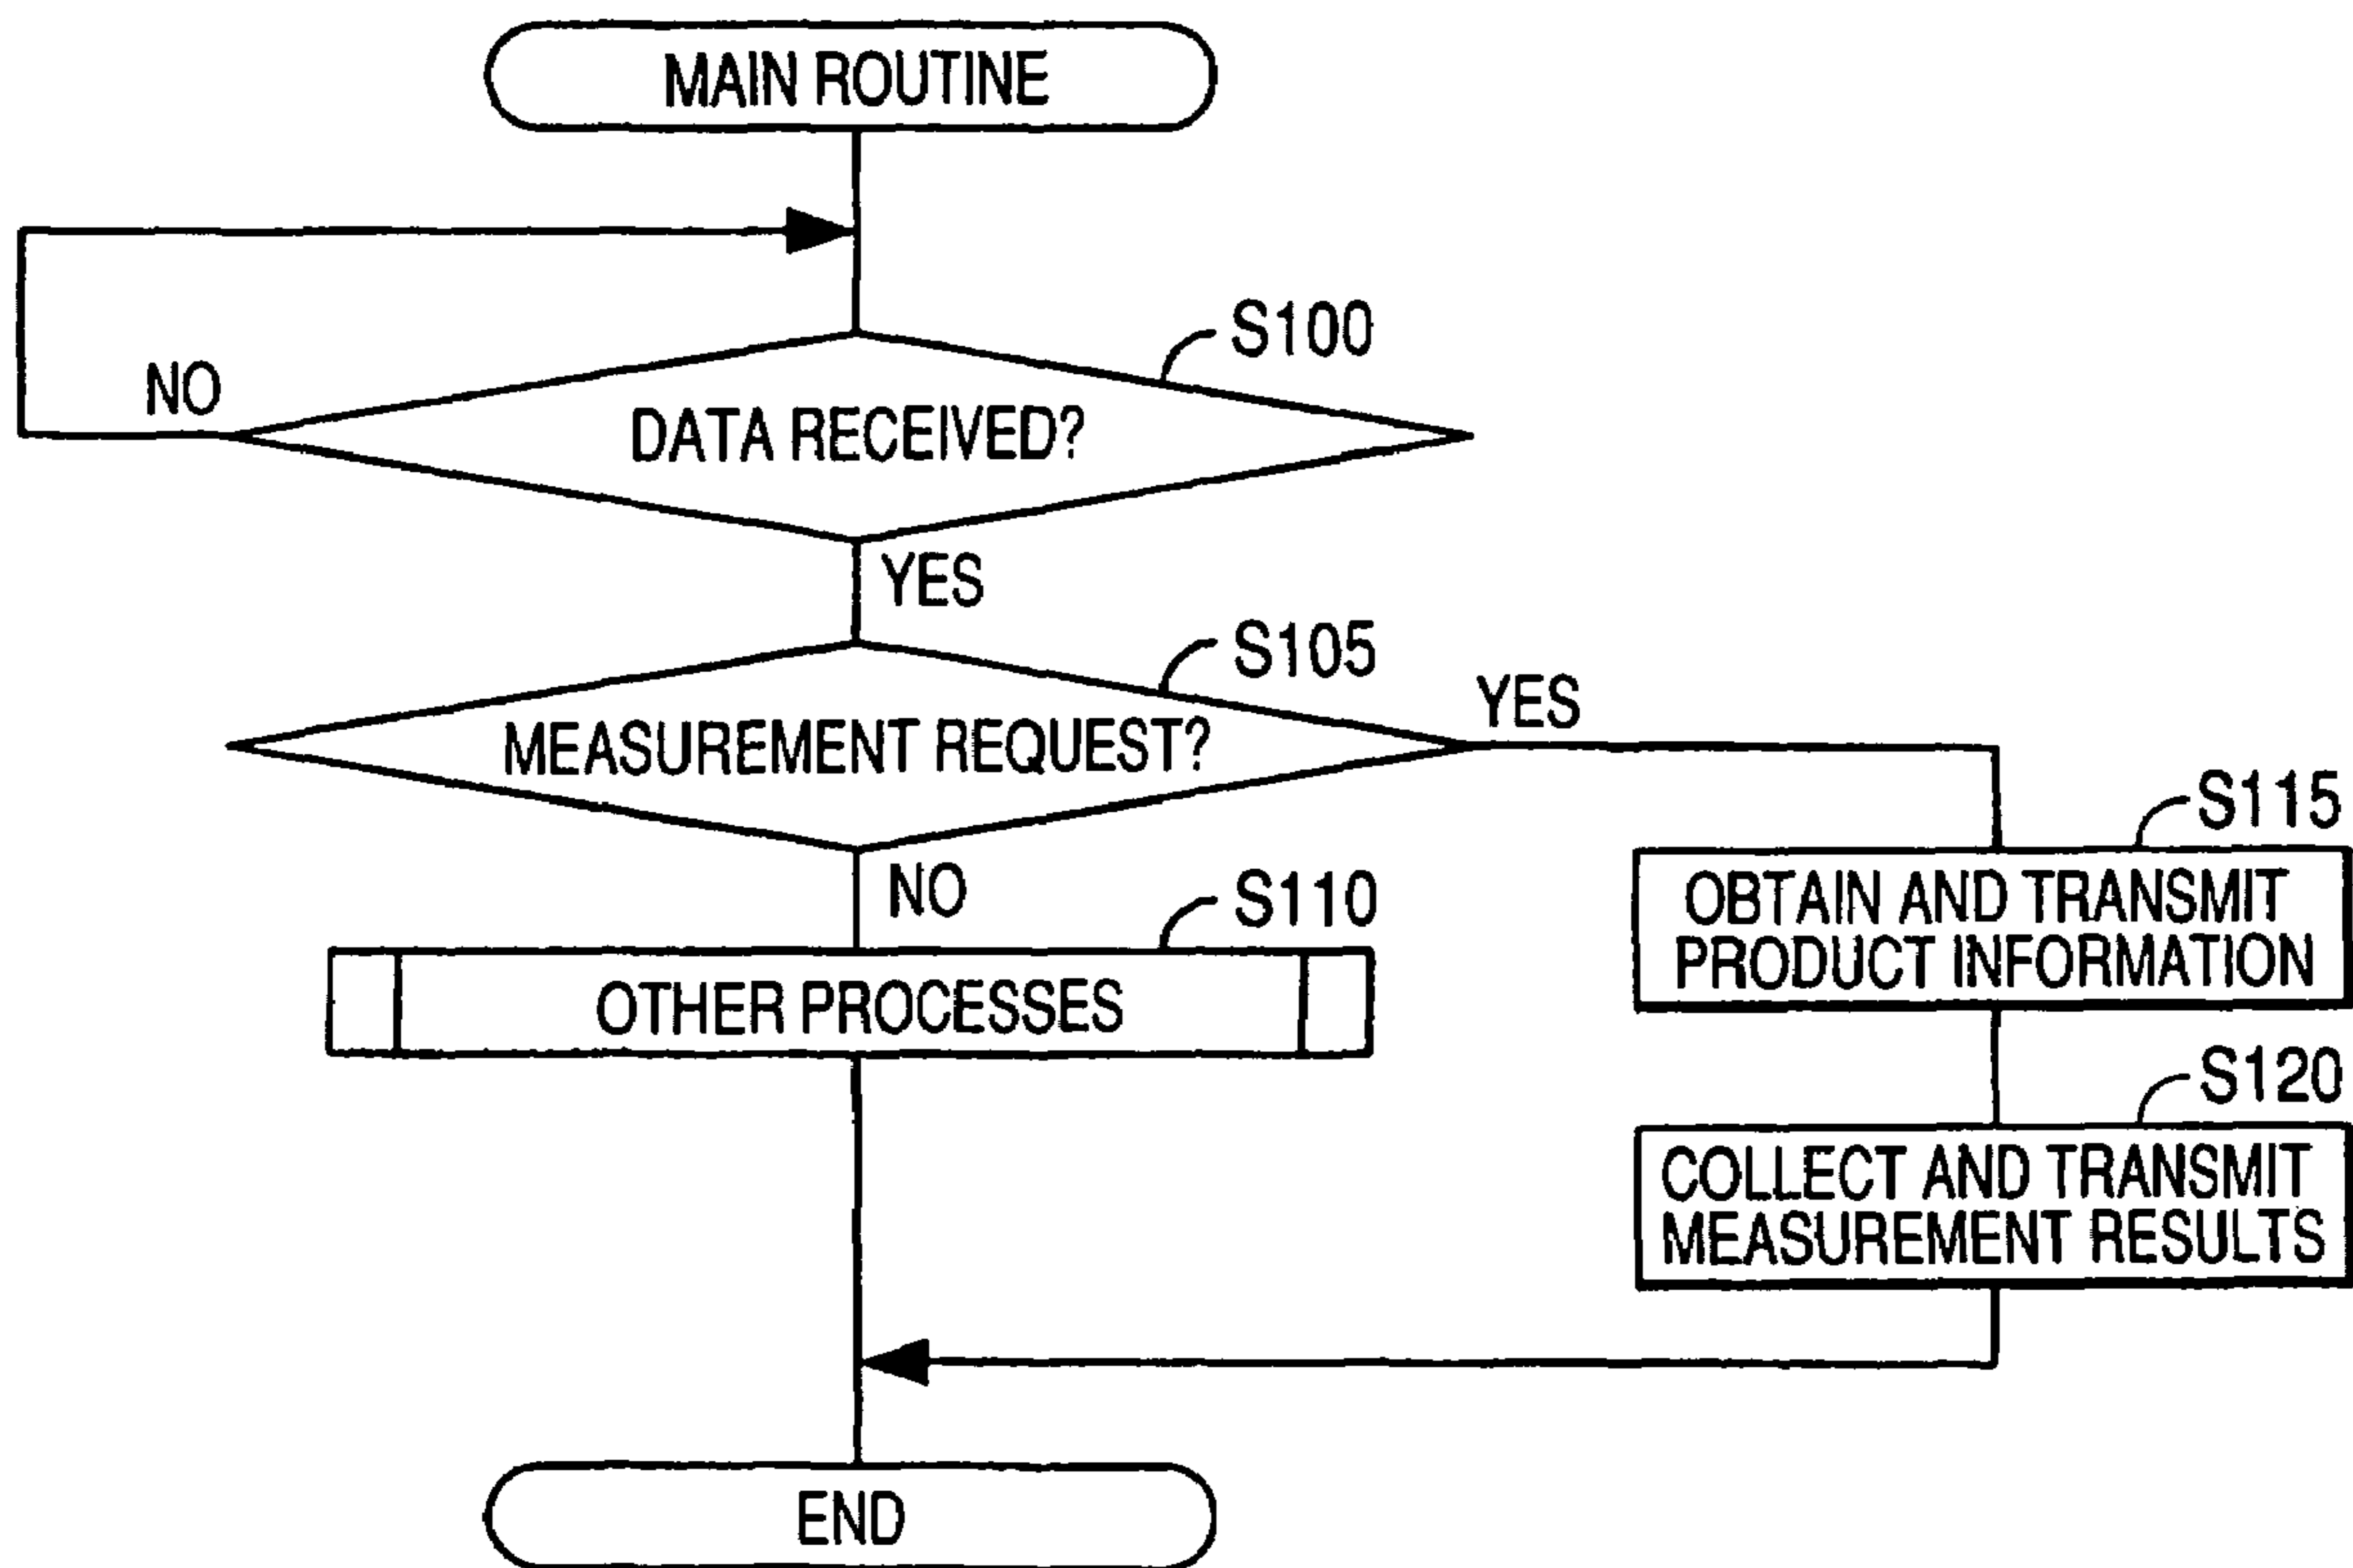 MAIN ROUTINE
S100
NO
DATA RECEIVED?
YES
S105
YES
MEASUREMENT REQUEST?
S115
NO
S110
OBTAIN AND TRANSMIT
PRODUCT INFORMATION
OTHER PROCESSES
S120
COLLECT AND TRANSMIT
MEASUREMENT RESULTS
END